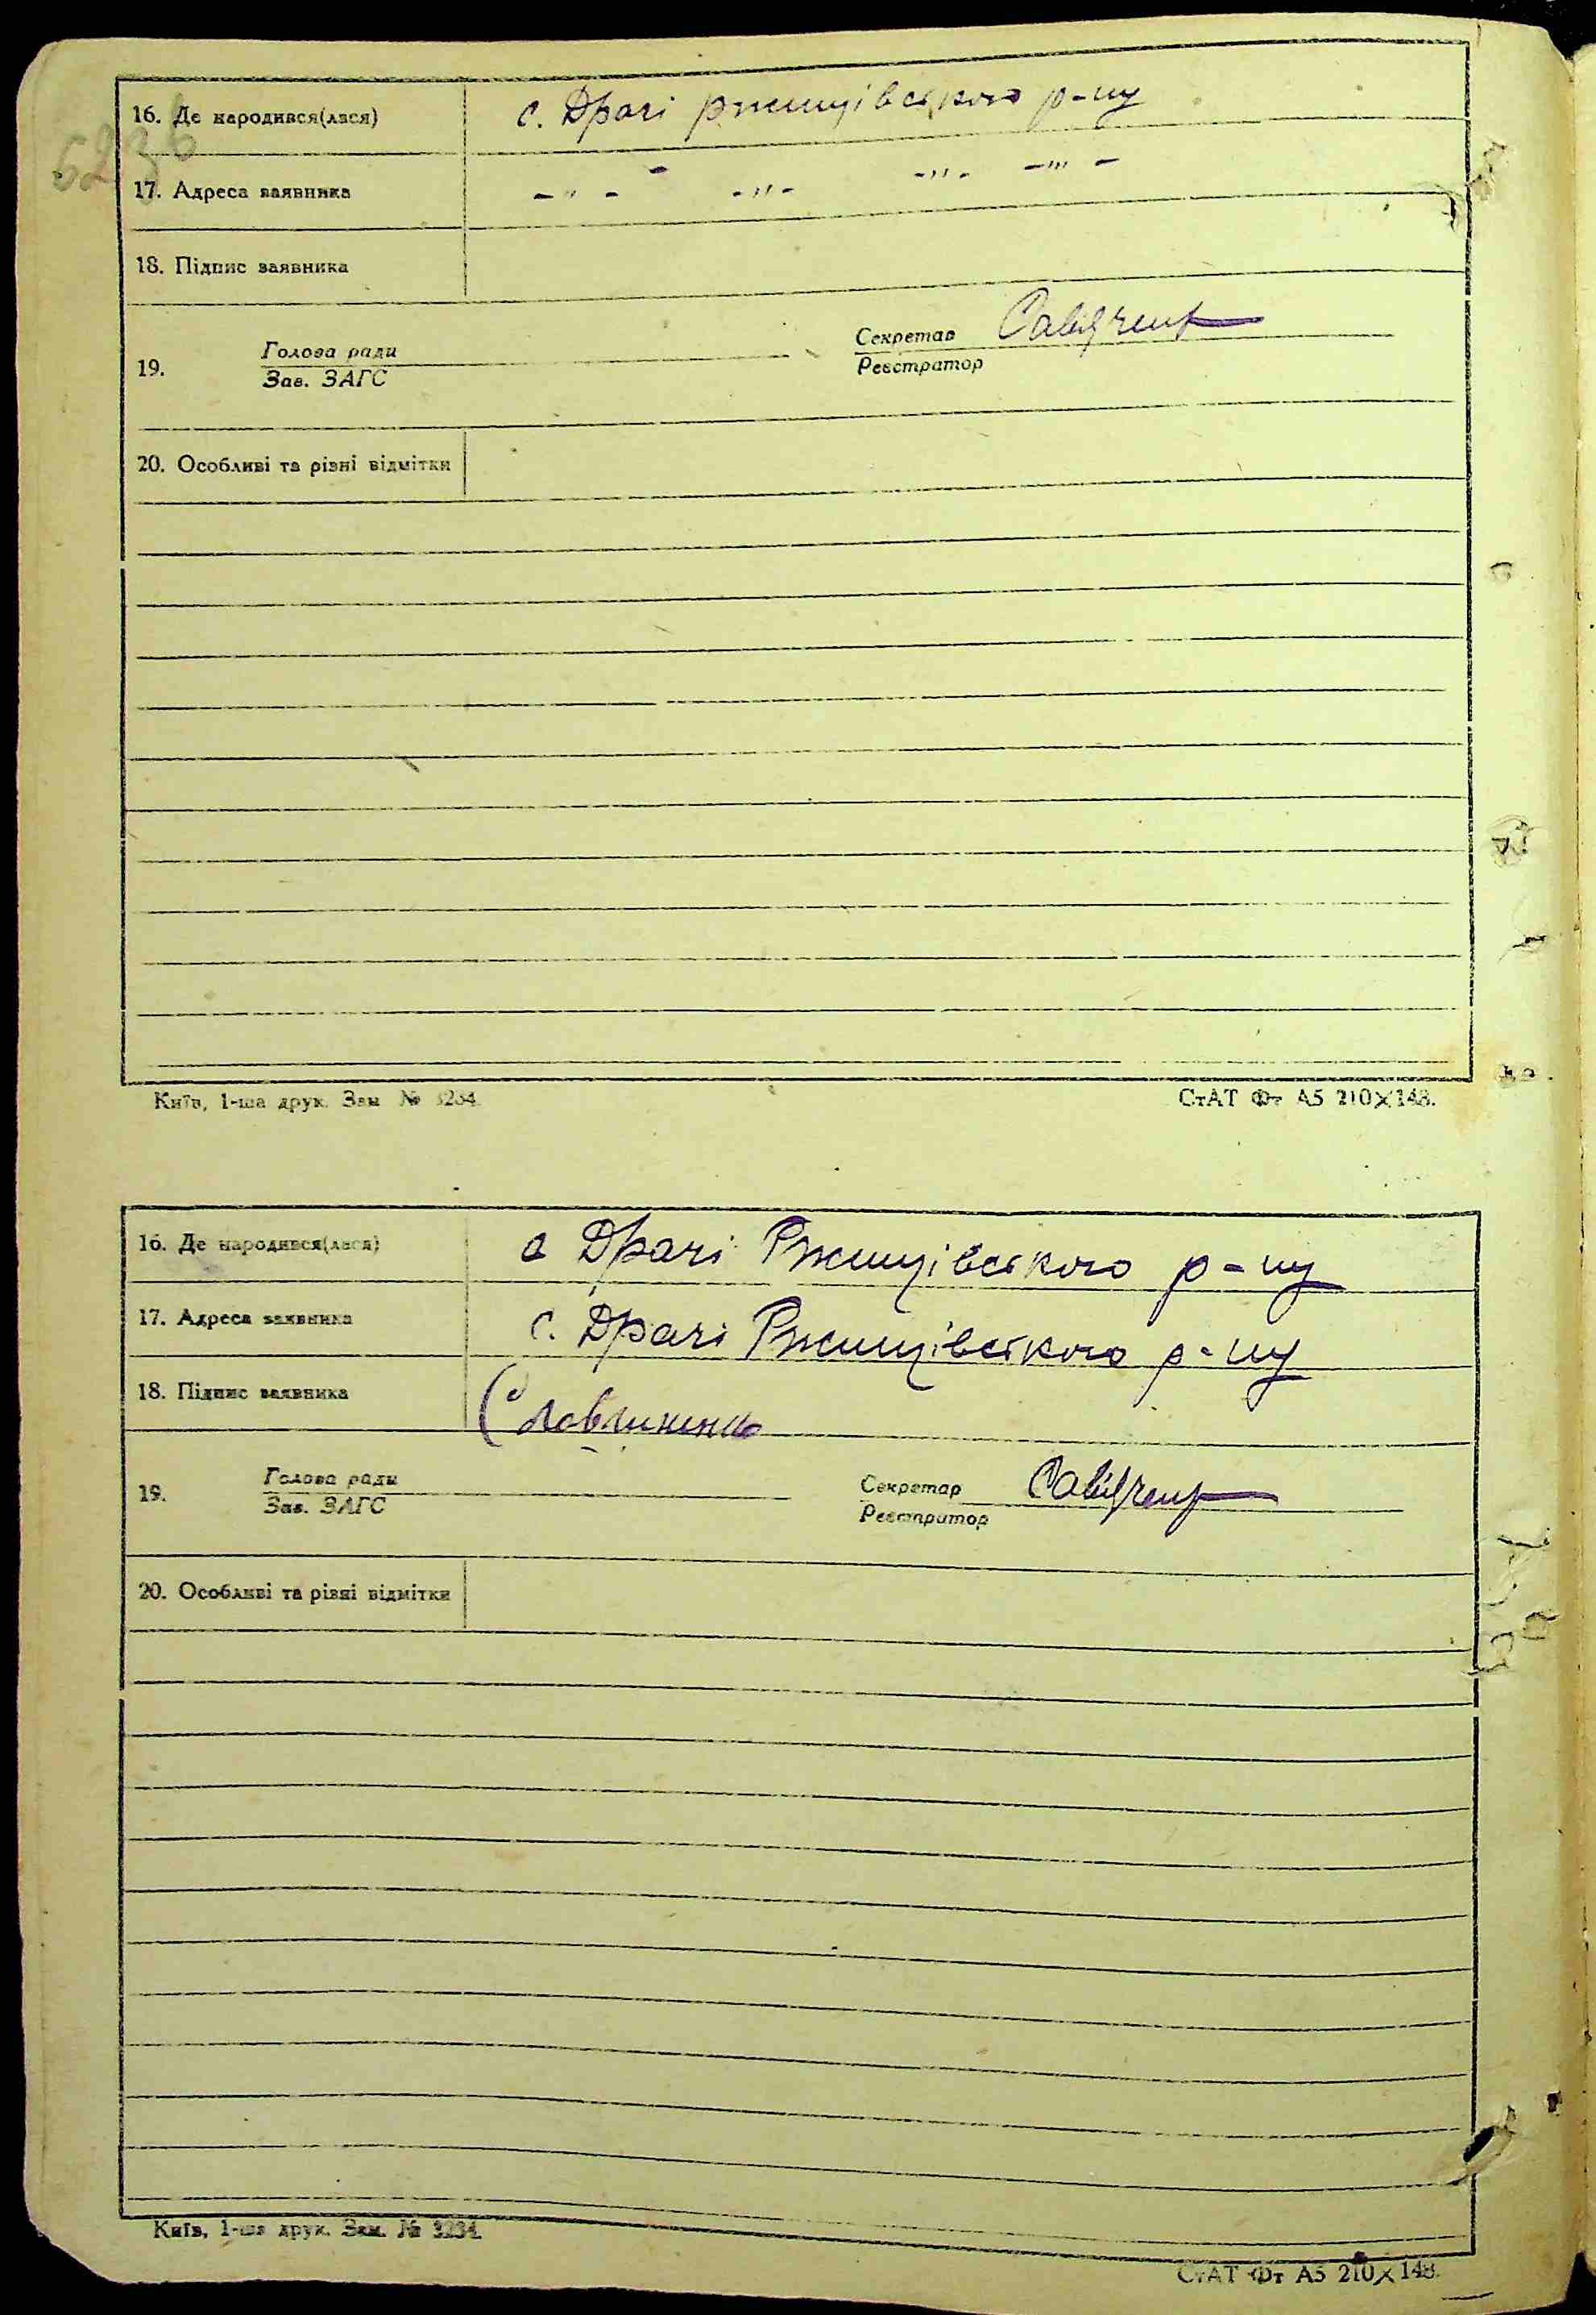 16. Де народився(лася) с. Драчі Ржищівського р-ну
17. Адреса заявника -"- -"- -"- -"-
18. Підпис заявника
19. Голова ради Секретар
Зав. ЗАГС Реєстратор
20. Особливі та різні відмітки
Київ, 1-ша друк. Зам. № 3234. СтАТ Фт А5 210×148.
16. Де народився(лася) с Драчі Ржищівського р-ну
17. Адреса заявника с. Драчі Ржищівського р-ну
18. Підпис заявника
19. Голова ради Секретар
Зав. ЗАГС Реєстратор
20. Особливі та різні відмітки
Київ, 1-ша друк. Зам. № 3234.
СтАТ Фт А5 210×148.